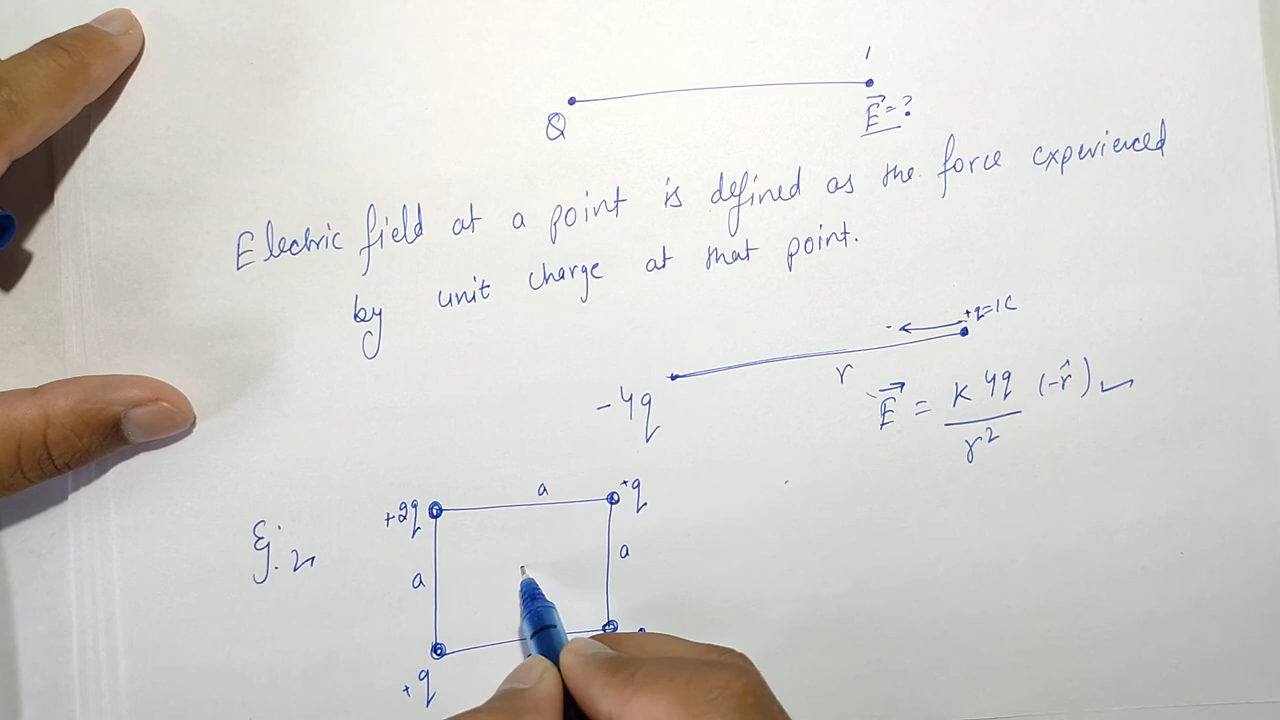 1
Q
E⃗ = ?
Electric field at a point is defined as the force experienced
by unit charge at that point.
+q=1C
r
-4q
E⃗ = K 4q (-r̂)
r²
a
+2q
+q
Eg. 2
a
a
+q